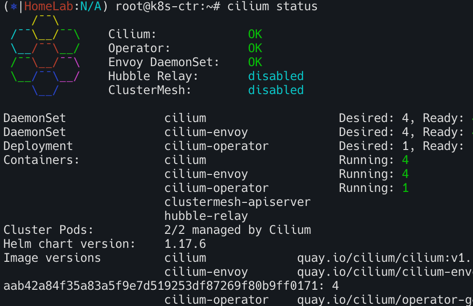 (⎈|HomeLab:N/A) root@k8s-ctr:~# cilium status
Cilium: OK
Operator: OK
Envoy DaemonSet: OK
Hubble Relay: disabled
ClusterMesh: disabled
DaemonSet cilium Desired: 4, Ready:
DaemonSet cilium-envoy Desired: 4, Ready:
Deployment cilium-operator Desired: 1, Ready:
Containers: cilium Running: 4
cilium-envoy Running: 4
cilium-operator Running: 1
clustermesh-apiserver
hubble-relay
Cluster Pods: 2/2 managed by Cilium
Helm chart version: 1.17.6
Image versions cilium quay.io/cilium/cilium:v1.
cilium-envoy quay.io/cilium/cilium-env
aab42a84f35a83a5f9e7d519253df87269f80b9ff0171: 4
cilium-operator quay.io/cilium/operator-g